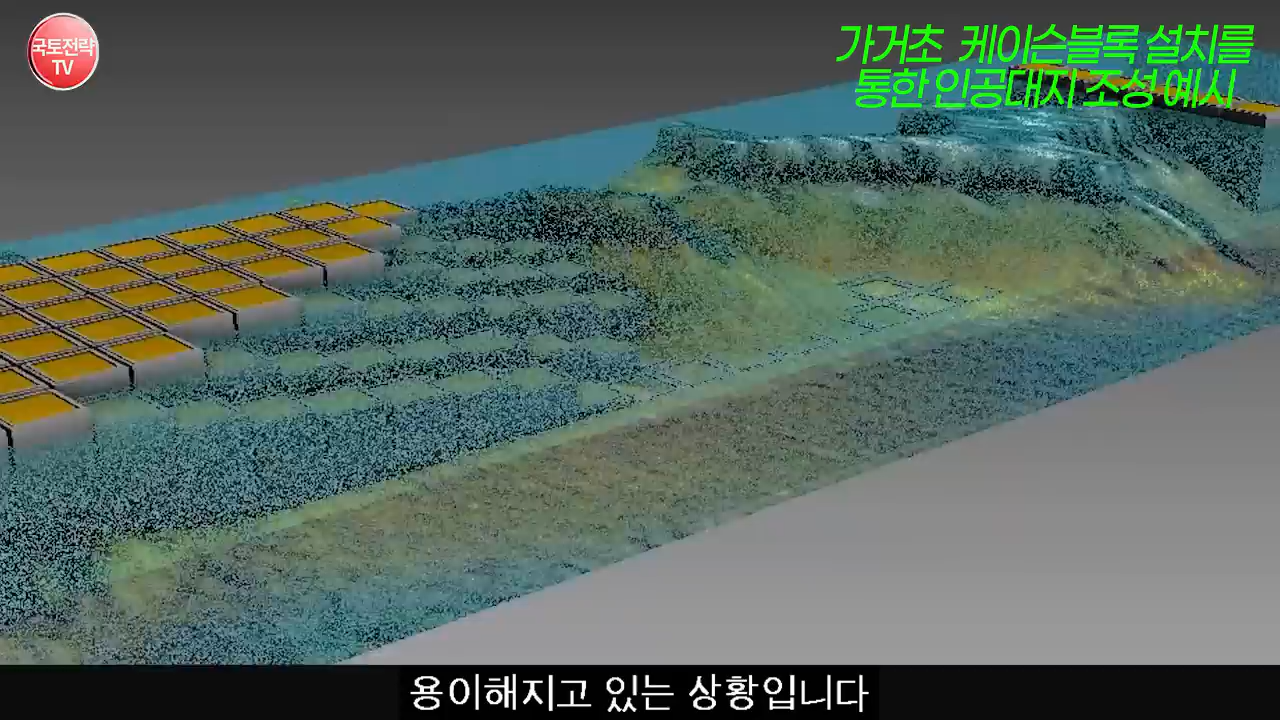 국토전략
TV
가거초 케이슨블록 설치를
통한 인공대지 조성 예시
용이해지고 있는 상황입니다